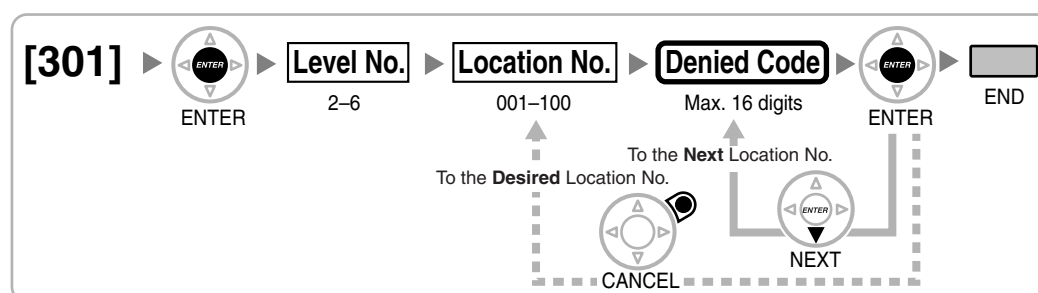 [301] ENTER Level No. Location No. Denied Code ENTER
2–6 001–100 Max. 16 digits END
ENTER ENTER
To the Next Location No.
To the Desired Location No.
ENTER
NEXT
CANCEL